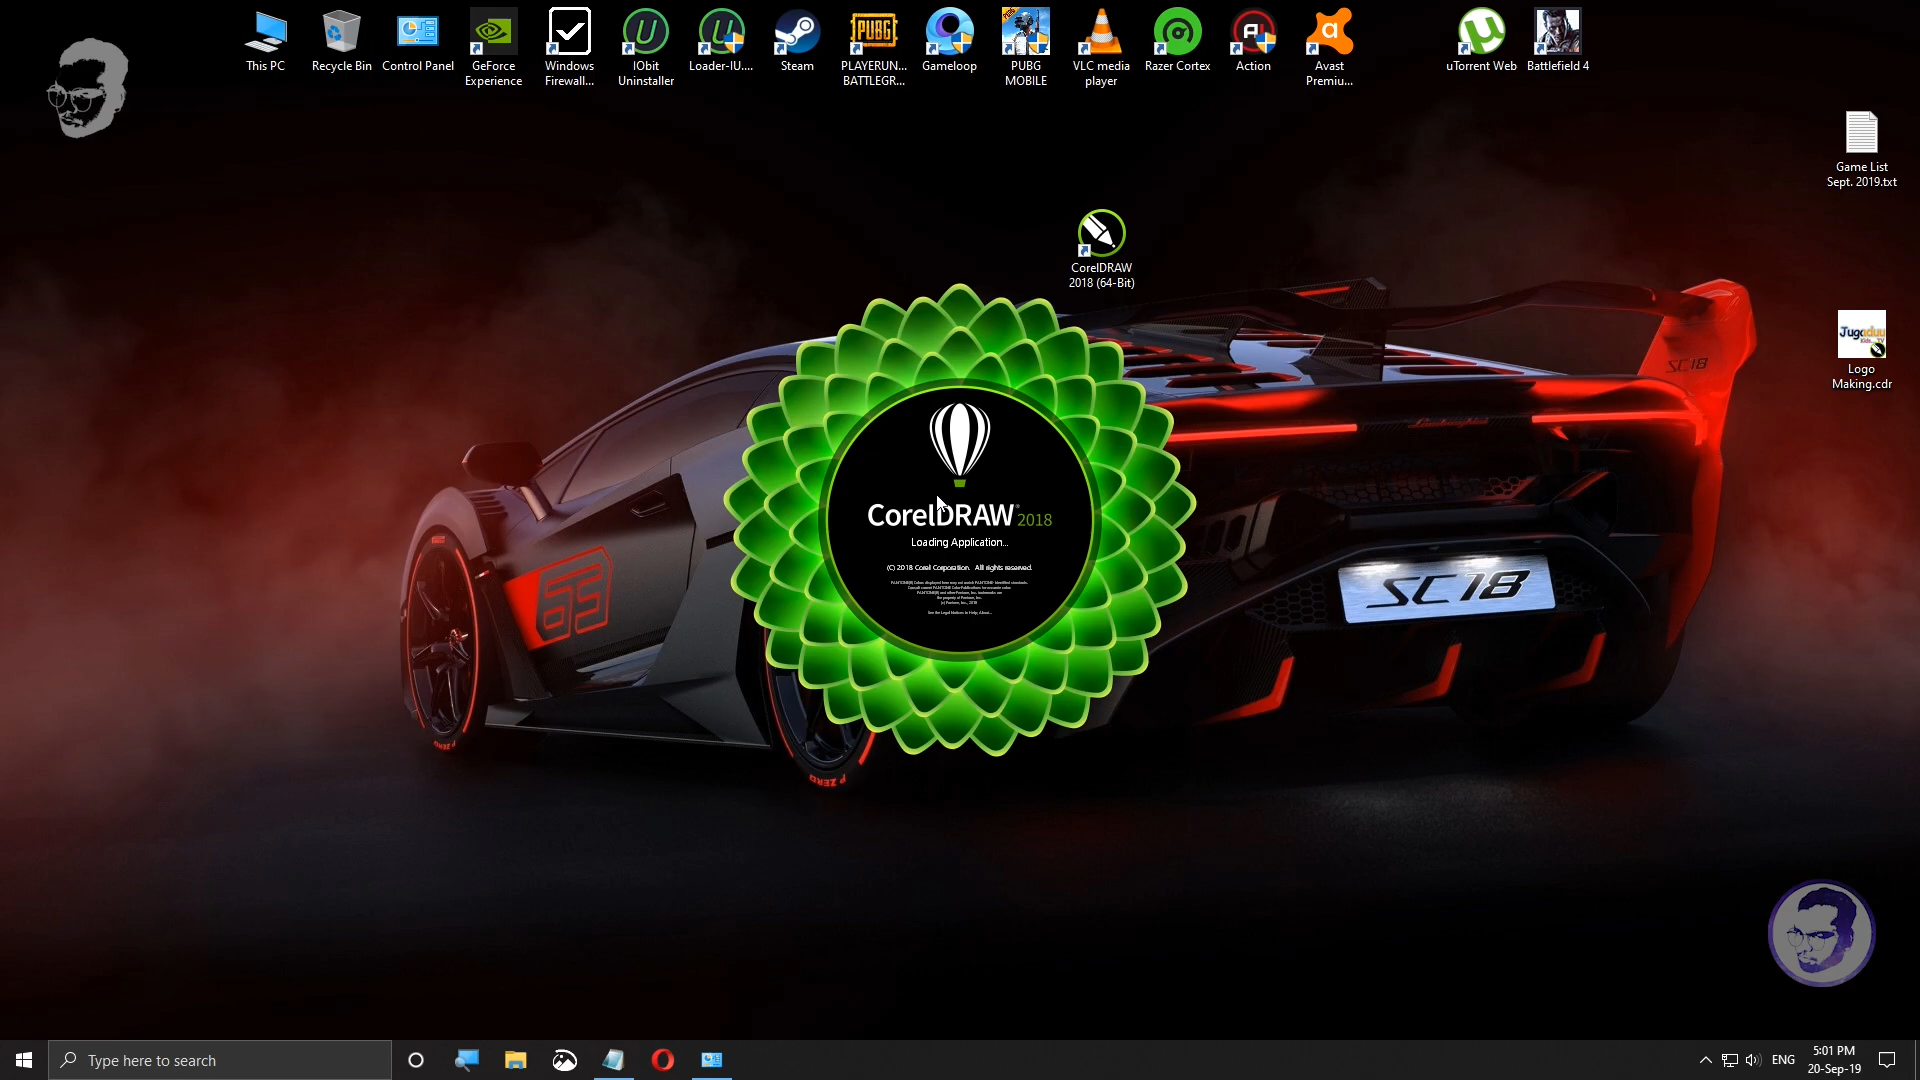 This PC
Recycle Bin
Control Panel
GeForce
Experience
Windows
Firewall...
IObit
Uninstaller
Loader-IU....
Steam
PLAYERUN...
BATTLEGR...
Gameloop
PUBG
MOBILE
VLC media
player
Razer Cortex
Action
Avast
Premiu...
uTorrent Web
Battlefield 4
Game List
Sept. 2019.txt
CorelDRAW
2018 (64-Bit)
Jugaduu
Logo
Making.cdr
SC18
63
SC18
P ZERO
CorelDRAW 2018
Loading Application...
(C) 2018 Corel Corporation. All rights reserved.
Type here to search
ENG
5:01 PM
20-Sep-19